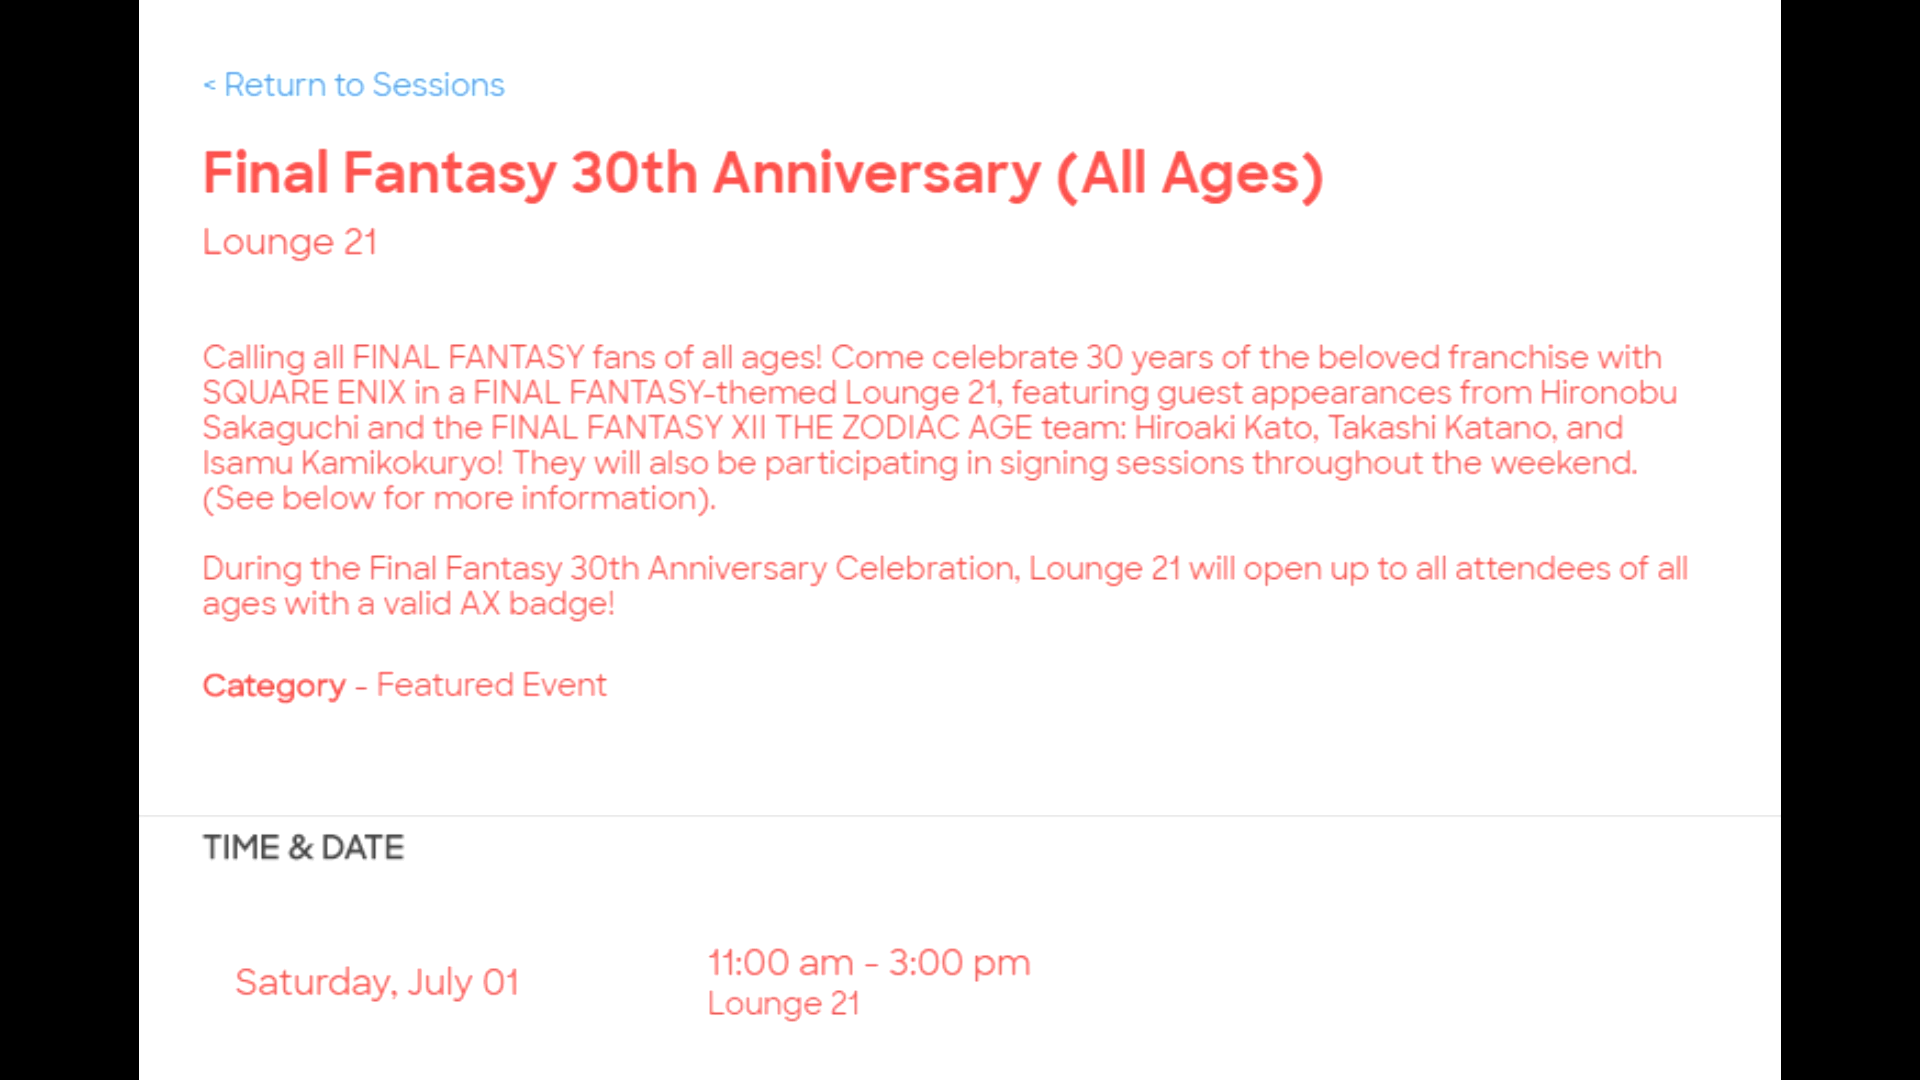 < Return to Sessions
Final Fantasy 30th Anniversary (All Ages)
Lounge 21
Calling all FINAL FANTASY fans of all ages! Come celebrate 30 years of the beloved franchise with
SQUARE ENIX in a FINAL FANTASY-themed Lounge 21, featuring guest appearances from Hironobu
Sakaguchi and the FINAL FANTASY XII THE ZODIAC AGE team: Hiroaki Kato, Takashi Katano, and
Isamu Kamikokuryo! They will also be participating in signing sessions throughout the weekend.
(See below for more information).
During the Final Fantasy 30th Anniversary Celebration, Lounge 21 will open up to all attendees of all
ages with a valid AX badge!
Category - Featured Event
TIME & DATE
Saturday, July 01
11:00 am - 3:00 pm
Lounge 21